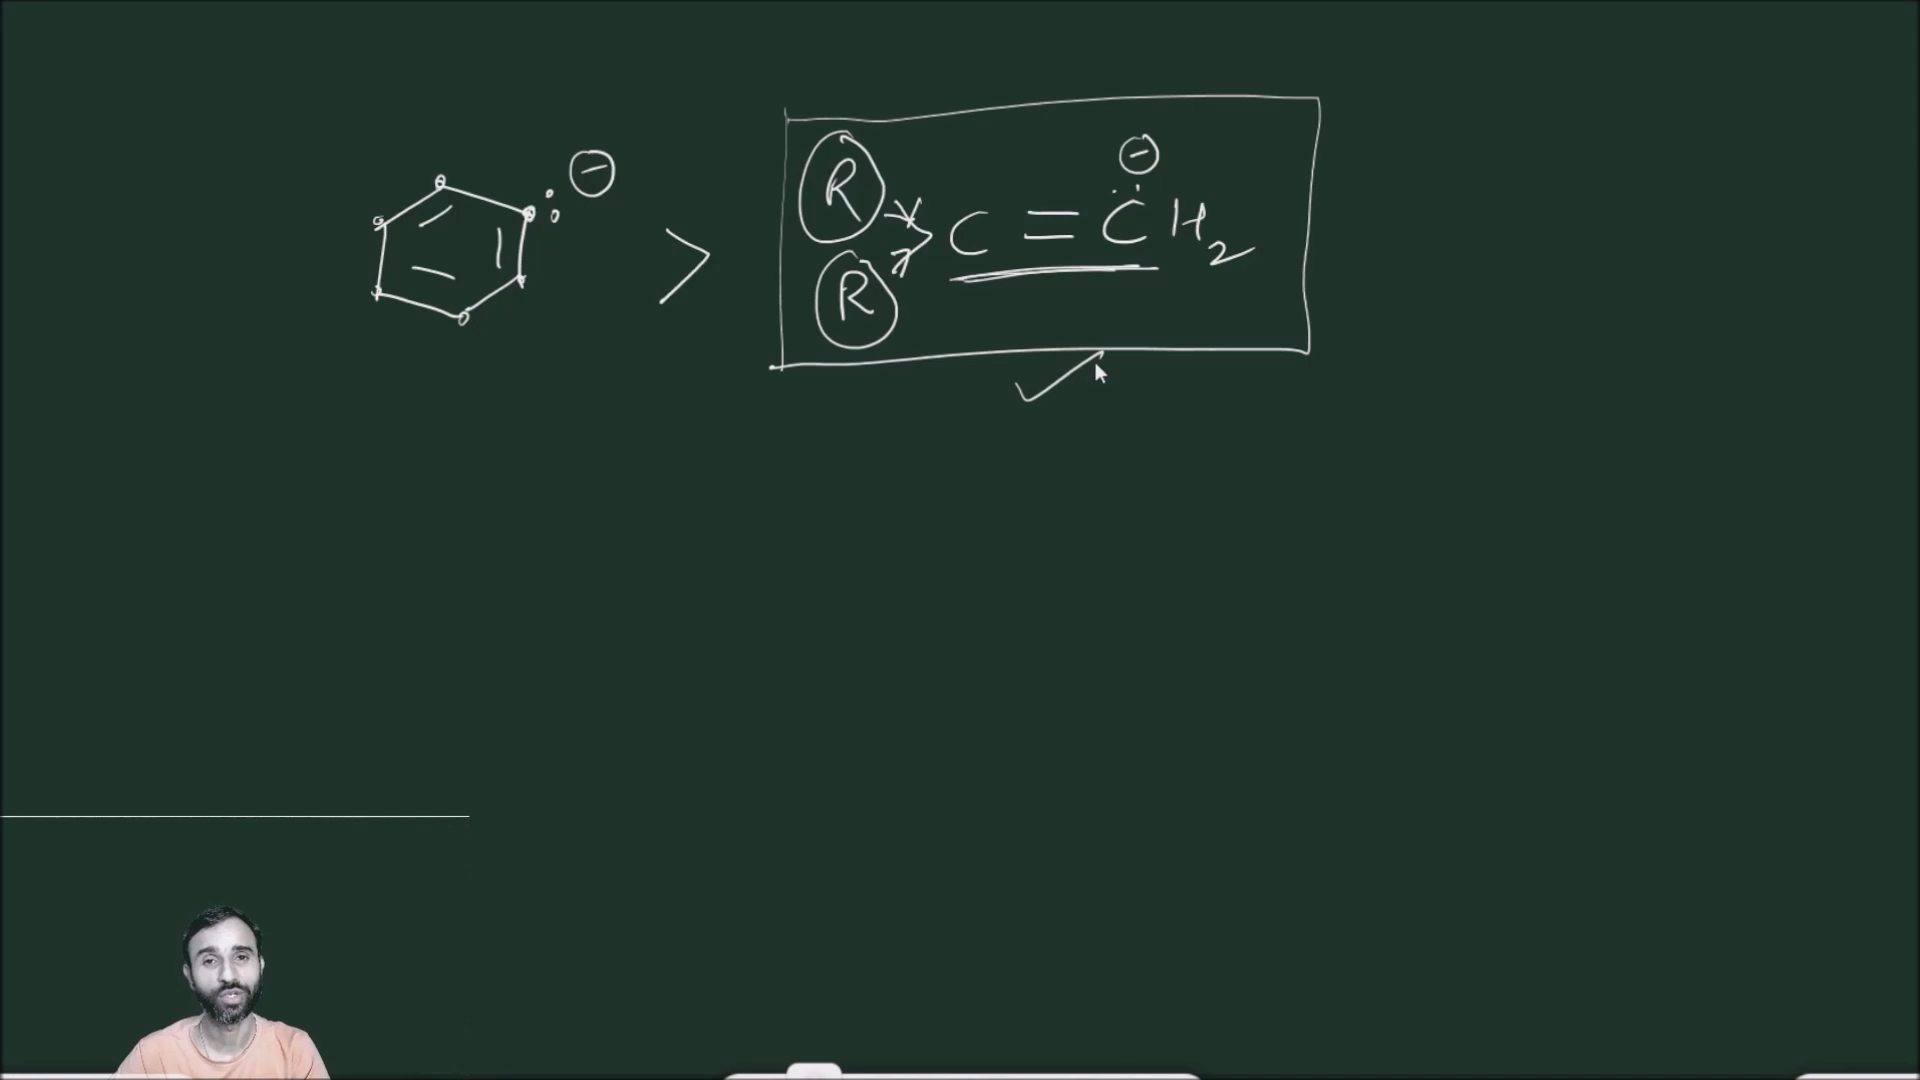 ⊖ > R R C = C̈H₂ ⊖